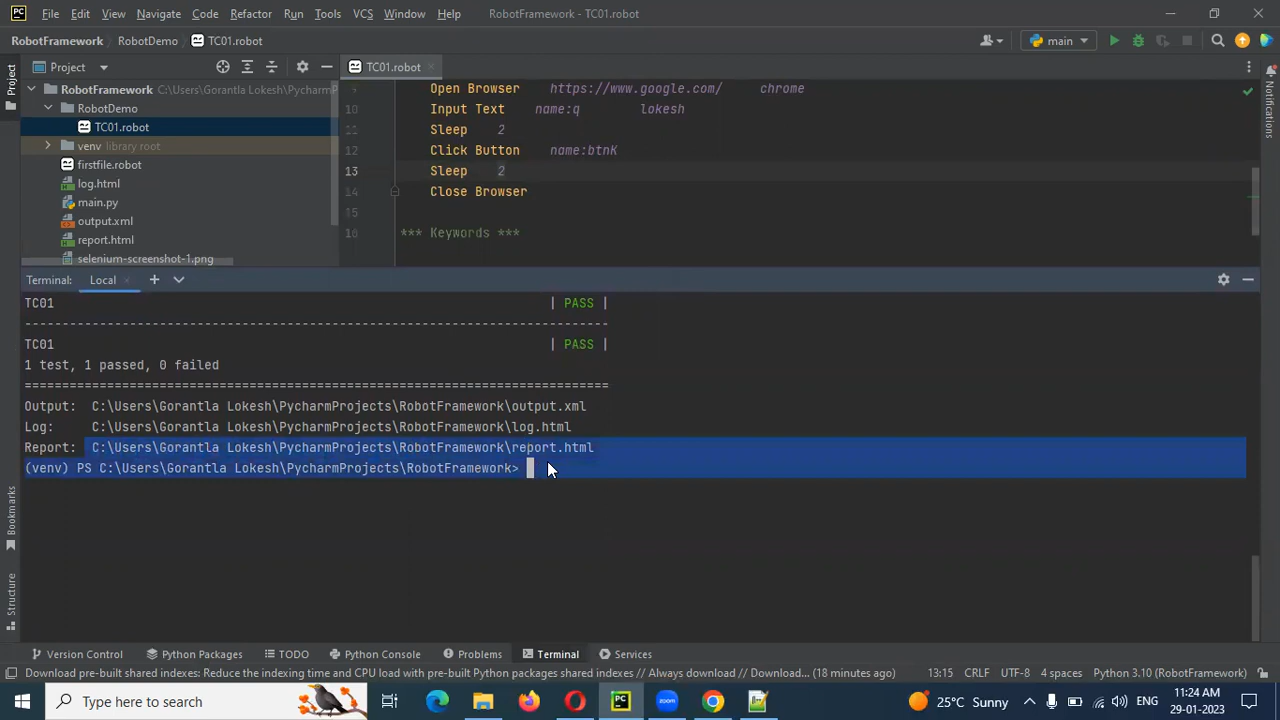 PC File Edit View Navigate Code Refactor Run Tools VCS Window Help RobotFramework - TC01.robot
RobotFramework RobotDemo TC01.robot main
Project
Project TC01.robot
RobotFramework C:\Users\Gorantla Lokesh\PycharmP
RobotDemo
TC01.robot
venv library root
firstfile.robot
log.html
main.py
output.xml
report.html
selenium-screenshot-1.png
9 Open Browser https://www.google.com/ chrome
10 Input Text name:q lokesh
11 Sleep 2
12 Click Button name:btnK
13 Sleep 2
14 Close Browser
15
16 *** Keywords ***
Notifications
Terminal: Local
TC01 | PASS |
------------------------------------------------------------------------------
TC01 | PASS |
1 test, 1 passed, 0 failed
==============================================================================
Output: C:\Users\Gorantla Lokesh\PycharmProjects\RobotFramework\output.xml
Log: C:\Users\Gorantla Lokesh\PycharmProjects\RobotFramework\log.html
Report: C:\Users\Gorantla Lokesh\PycharmProjects\RobotFramework\report.html
(venv) PS C:\Users\Gorantla Lokesh\PycharmProjects\RobotFramework>
Bookmarks
Structure
Version Control Python Packages TODO Python Console Problems Terminal Services
Download pre-built shared indexes: Reduce the indexing time and CPU load with pre-built Python packages shared indexes // Always download // Download... (18 minutes ago) 13:15 CRLF UTF-8 4 spaces Python 3.10 (RobotFramework)
Type here to search PC zoom 25°C Sunny ENG 11:24 AM
29-01-2023